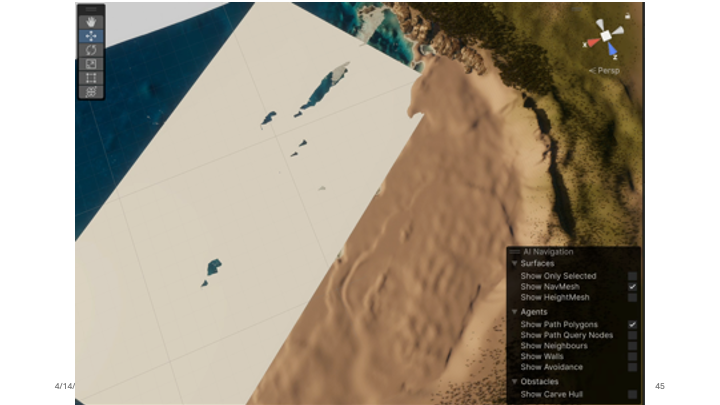 x
z
< Persp
AI Navigation
Surfaces
Show Only Selected
Show NavMesh
Show HeightMesh
Agents
Show Path Polygons
Show Path Query Nodes
Show Neighbours
Show Walls
Show Avoidance
Obstacles
Show Carve Hull
4/14/
45